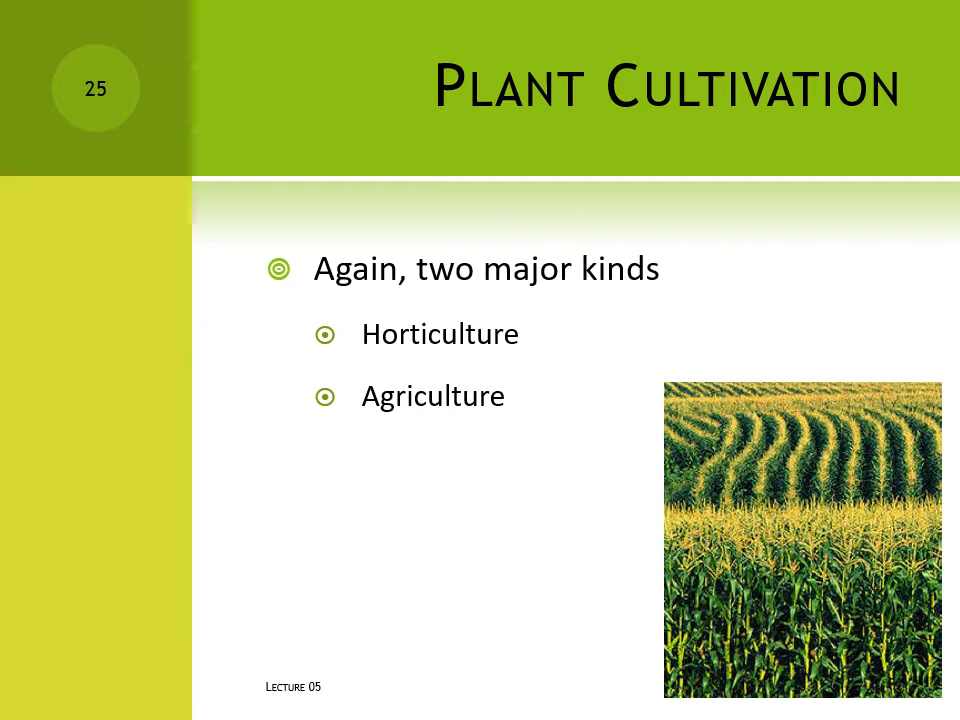 25
Plant Cultivation
Again, two major kinds
Horticulture
Agriculture
Lecture 05